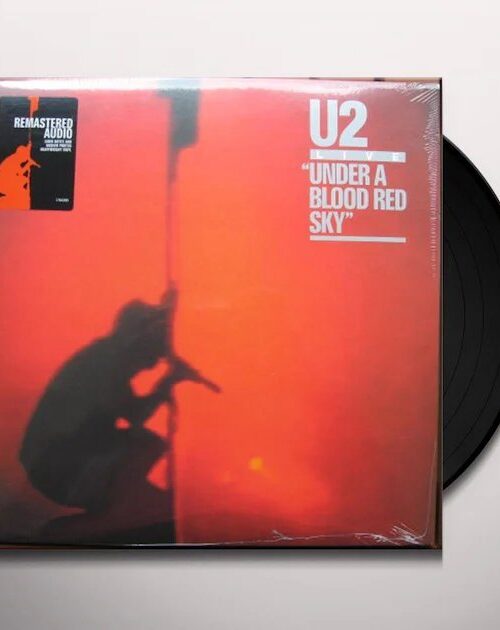 REMASTERED
AUDIO
U2
LIVE
"UNDER A
BLOOD RED
SKY"